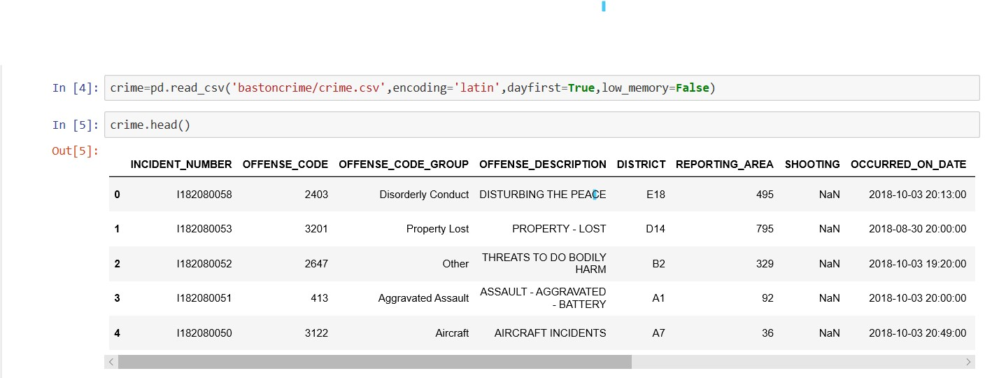 In [4]: crime=pd.read_csv('bastoncrime/crime.csv',encoding='latin',dayfirst=True,low_memory=False)
In [5]: crime.head()
Out[5]:
INCIDENT_NUMBER OFFENSE_CODE OFFENSE_CODE_GROUP OFFENSE_DESCRIPTION DISTRICT REPORTING_AREA SHOOTING OCCURRED_ON_DATE
0 I182080058 2403 Disorderly Conduct DISTURBING THE PEACE E18 495 NaN 2018-10-03 20:13:00
1 I182080053 3201 Property Lost PROPERTY - LOST D14 795 NaN 2018-08-30 20:00:00
2 I182080052 2647 Other THREATS TO DO BODILY
HARM B2 329 NaN 2018-10-03 19:20:00
3 I182080051 413 Aggravated Assault ASSAULT - AGGRAVATED
- BATTERY A1 92 NaN 2018-10-03 20:00:00
4 I182080050 3122 Aircraft AIRCRAFT INCIDENTS A7 36 NaN 2018-10-03 20:49:00